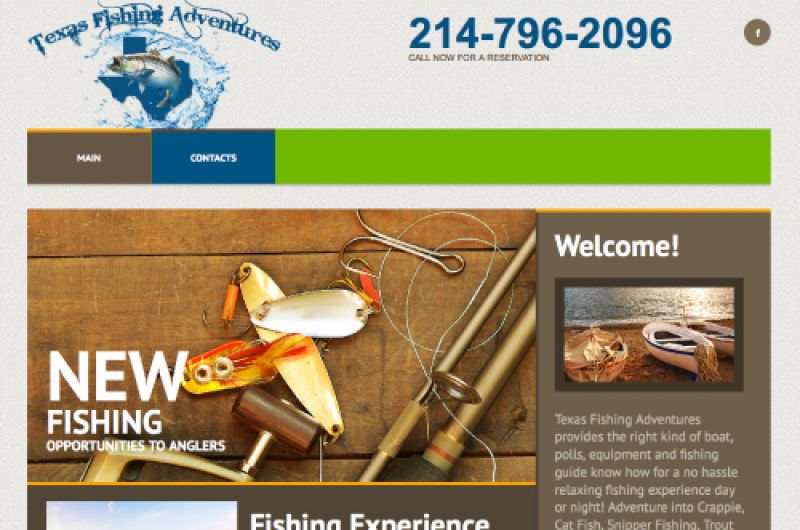 Texas Fishing Adventures
214-796-2096
CALL NOW FOR A RESERVATION
f
MAIN
CONTACTS
NEW
FISHING
OPPORTUNITIES TO ANGLERS
Welcome!
Texas Fishing Adventures
provides the right kind of boat,
polls, equipment and fishing
guide know how for a no hassle
relaxing fishing experience day
or night! Adventure into Crappie,
Cat Fish, Snipper Fishing, Trout
Fishing Experience